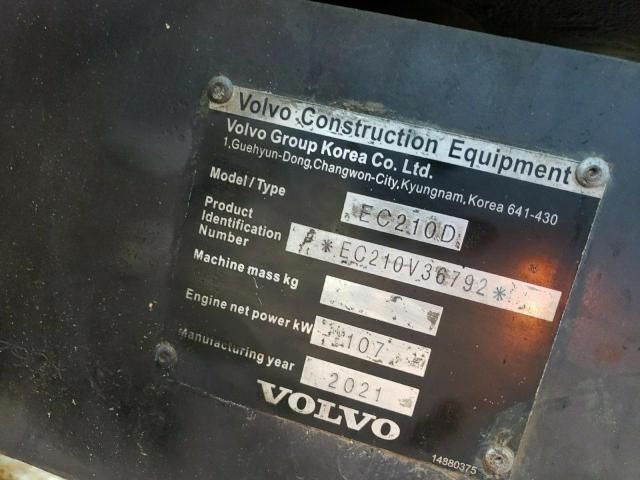 Volvo Construction Equipment
Volvo Group Korea Co. Ltd.
1,Guehyun-Dong,Changwon-City,Kyungnam,Korea 641-430
Model/Type EC210D
Product Identification Number *EC210V36792*
Machine mass kg
Engine net power kW 107
Manufacturing year 2021
VOLVO
14880375